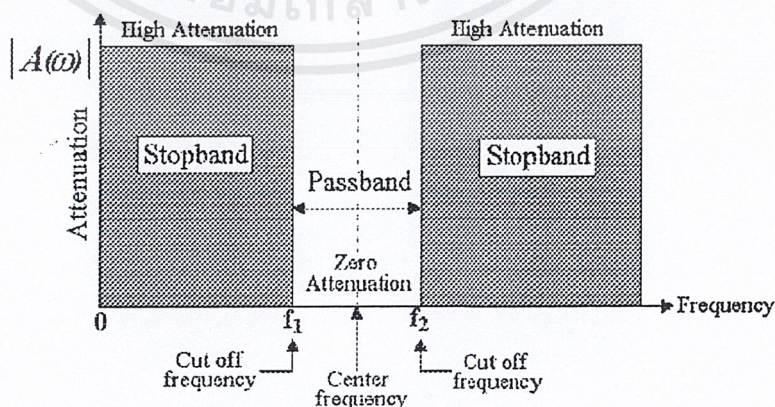 High Attenuation
High Attenuation
|A(ω)|
Attenuation
Stopband
Stopband
Passband
Zero
Attenuation
0
f₁
f₂
Frequency
Cut off
frequency
Center
frequency
Cut off
frequency